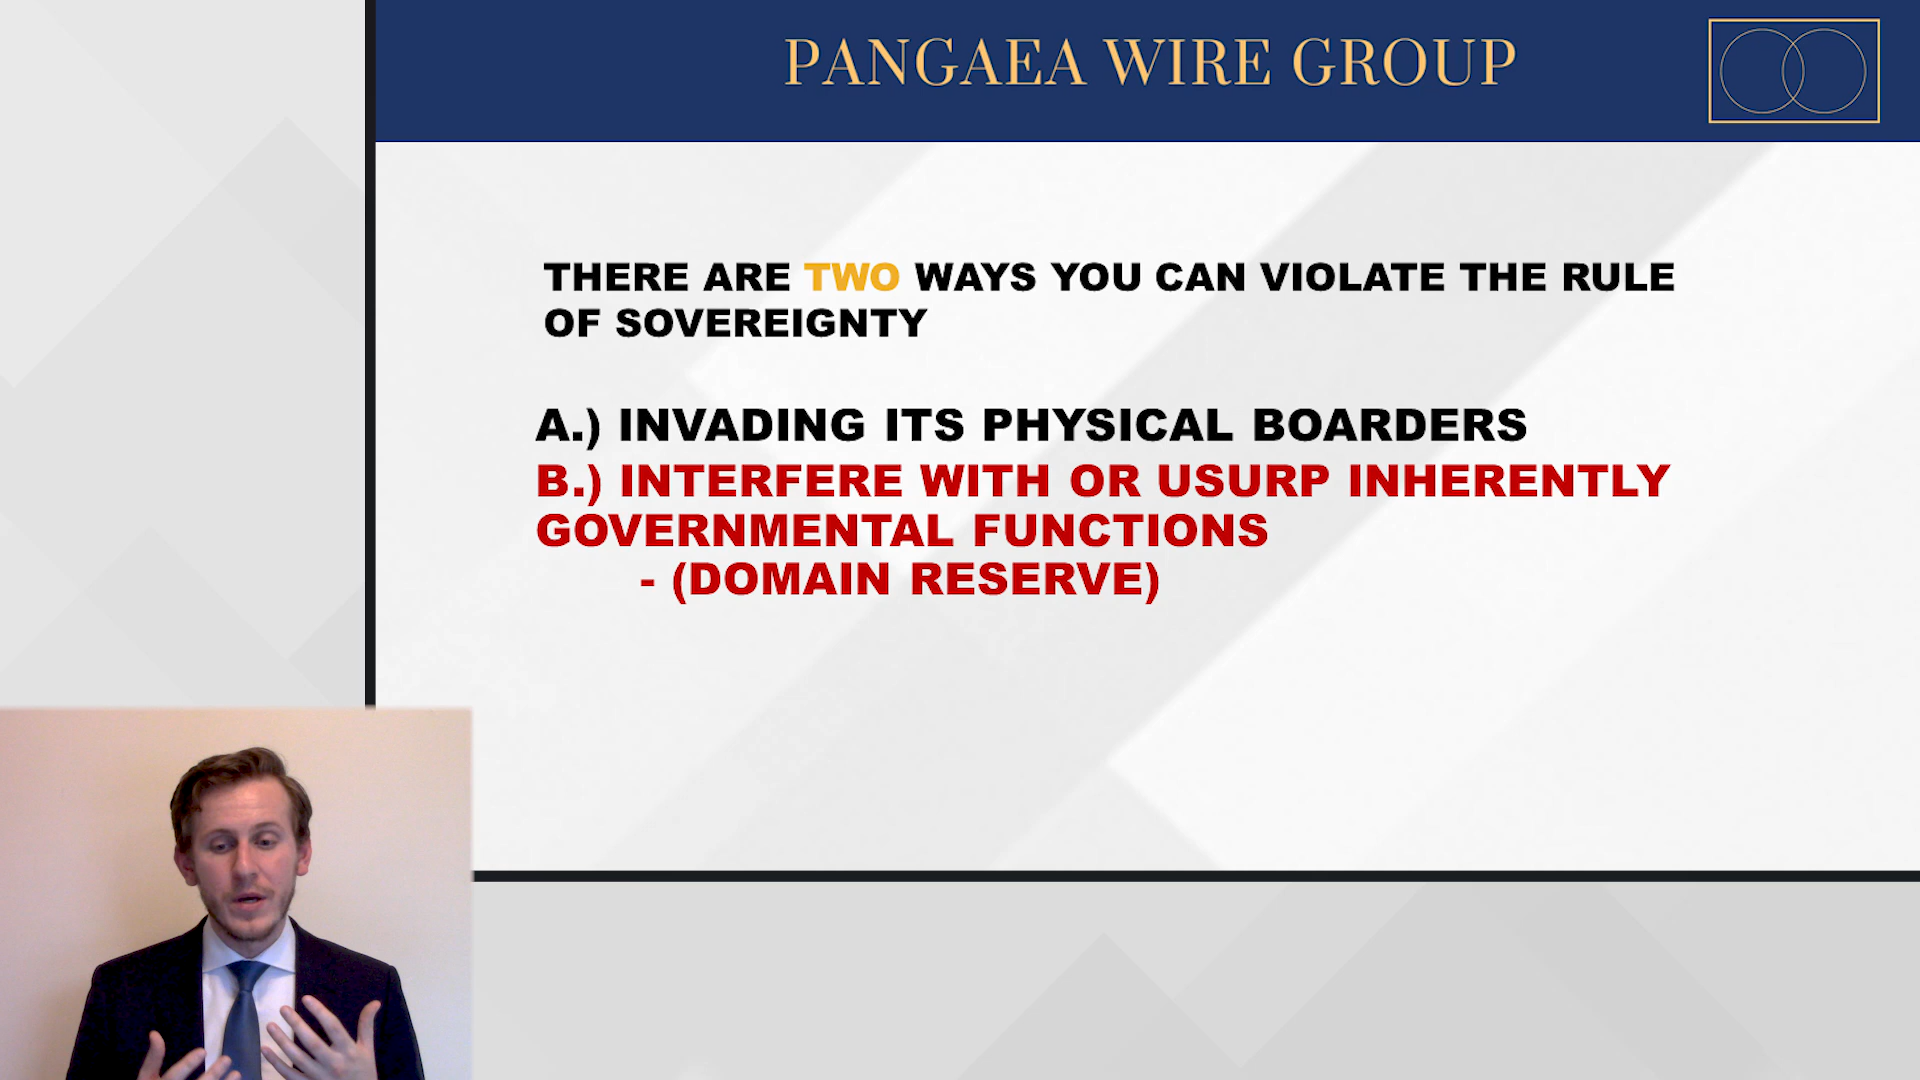 PANGAEA WIRE GROUP
THERE ARE TWO WAYS YOU CAN VIOLATE THE RULE
OF SOVEREIGNTY
A.) INVADING ITS PHYSICAL BOARDERS
B.) INTERFERE WITH OR USURP INHERENTLY
GOVERNMENTAL FUNCTIONS
- (DOMAIN RESERVE)